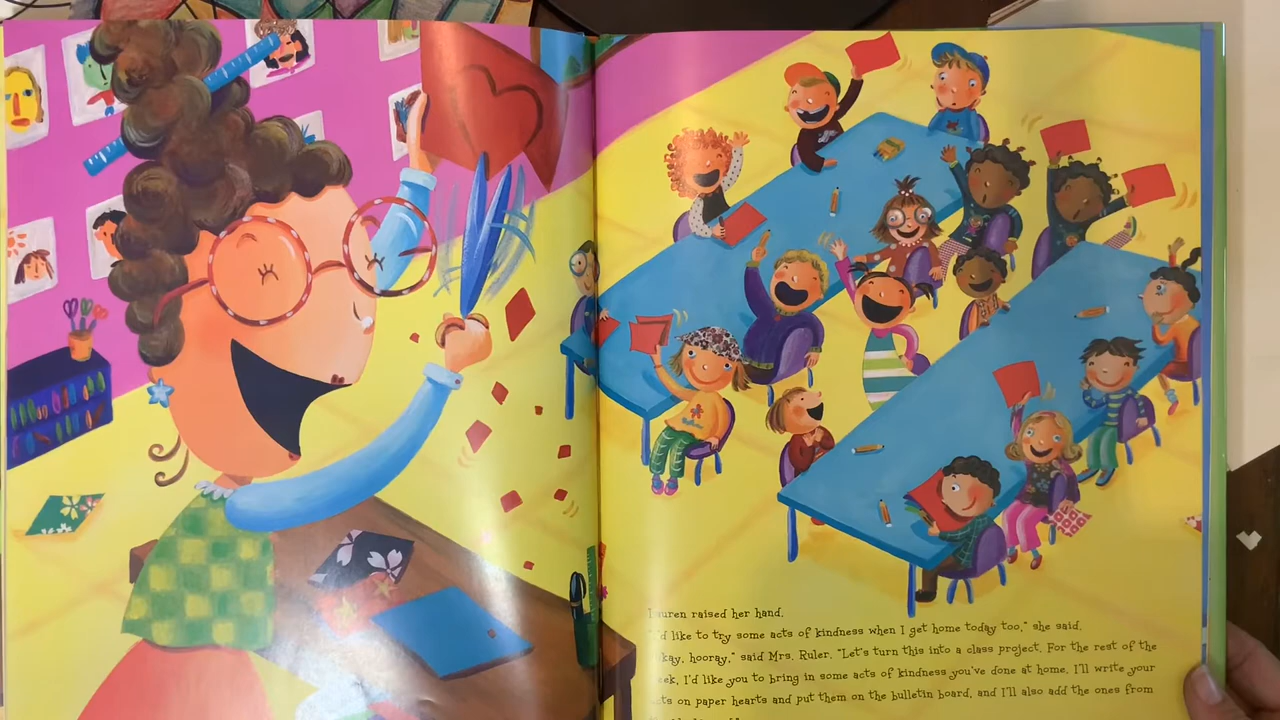 Lauren raised her hand.
"I'd like to try some acts of kindness when I get home today too," she said.
"Okay, hooray," said Mrs. Ruler. "Let's turn this into a class project. For the rest of the
week, I'd like you to bring in some acts of kindness you've done at home. I'll write your
acts on paper hearts and put them on the bulletin board, and I'll also add the ones from